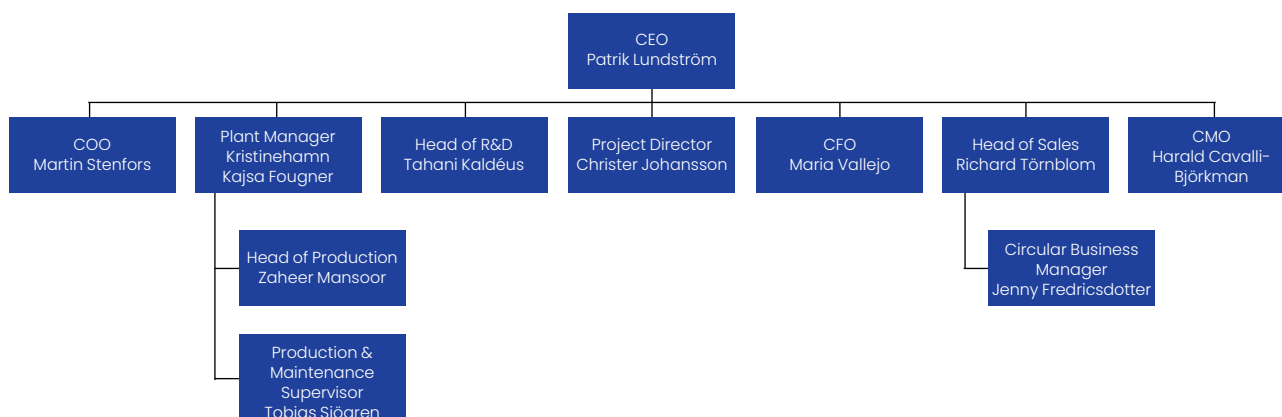 CEO
Patrik Lundström
COO
Martin Stenfors
Plant Manager
Kristinehamn
Kajsa Fougner
Head of R&D
Tahani Kaldéus
Project Director
Christer Johansson
CFO
Maria Vallejo
Head of Sales
Richard Törnblom
CMO
Harald Cavalli-
Björkman
Head of Production
Zaheer Mansoor
Circular Business
Manager
Jenny Fredricsdotter
Production &
Maintenance
Supervisor
Tobias Sjögren